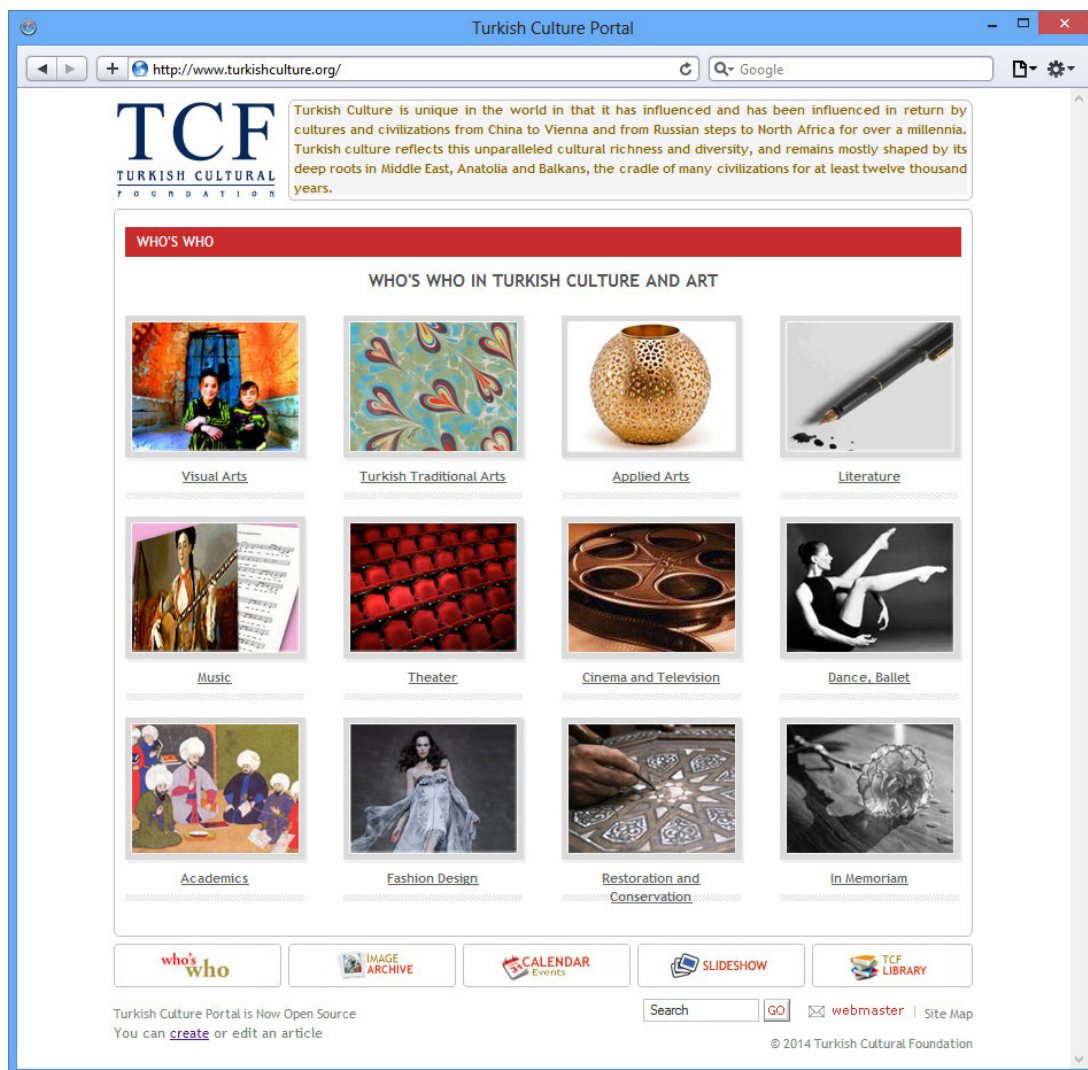 Turkish Culture Portal
http://www.turkishculture.org/
Google
TCF
TURKISH CULTURAL
FOUNDATION
Turkish Culture is unique in the world in that it has influenced and has been influenced in return by
cultures and civilizations from China to Vienna and from Russian steps to North Africa for over a millennia.
Turkish culture reflects this unparalleled cultural richness and diversity, and remains mostly shaped by its
deep roots in Middle East, Anatolia and Balkans, the cradle of many civilizations for at least twelve thousand
years.
WHO'S WHO
WHO'S WHO IN TURKISH CULTURE AND ART
Visual Arts
Turkish Traditional Arts
Applied Arts
Literature
Music
Theater
Cinema and Television
Dance, Ballet
Academics
Fashion Design
Restoration and
Conservation
In Memoriam
who's
who
IMAGE
ARCHIVE
31
CALENDAR
Events
SLIDESHOW
TCF
LIBRARY
Turkish Culture Portal is Now Open Source
You can create or edit an article
Search
GO
webmaster | Site Map
© 2014 Turkish Cultural Foundation